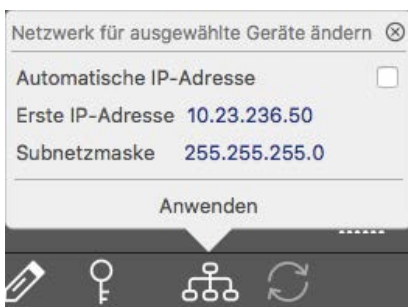 Netzwerk für ausgewählte Geräte ändern
Automatische IP-Adresse
Erste IP-Adresse 10.23.236.50
Subnetzmaske 255.255.255.0
Anwenden